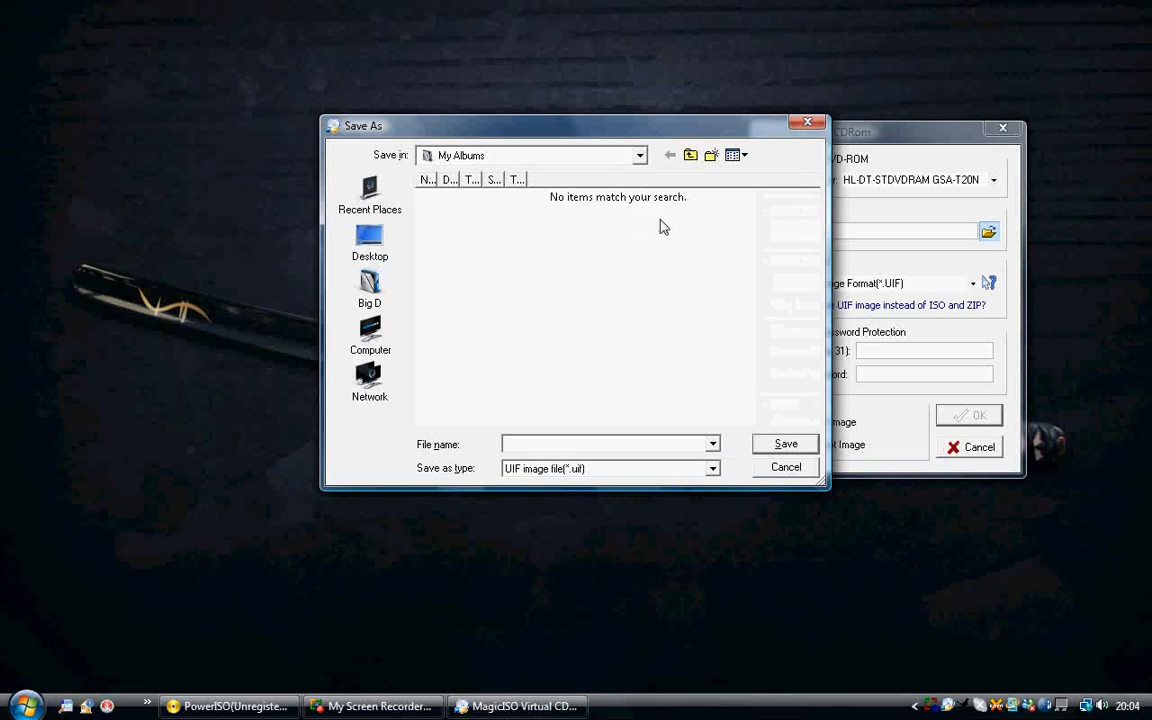 Save As
CDRom
Save in:
My Albums
VD-ROM
HL-DT-STDVDRAM GSA-T20N
N... D... T... S... T...
No items match your search.
Recent Places
Desktop
Big D
Computer
Network
ge Format(*.UIF)
UIF image instead of ISO and ZIP?
sword Protection
31):
ord:
File name:
Save
Save as type:
UIF image file(*.uif)
Cancel
mage
OK
t Image
Cancel
PowerISO(Unregiste...
My Screen Recorder...
MagicISO Virtual CD...
20:04